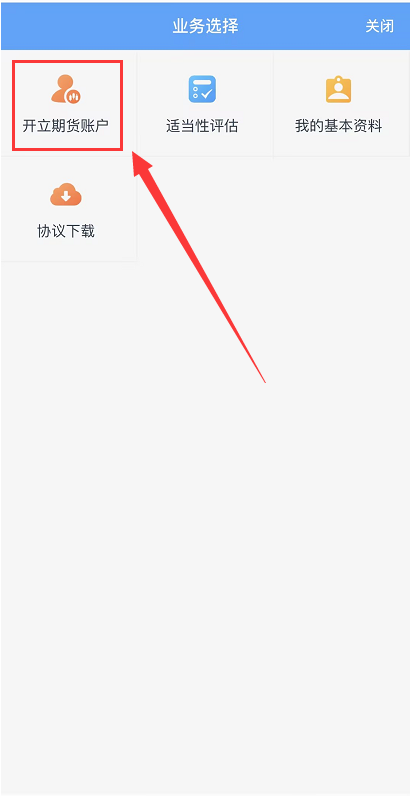 业务选择
关闭
开立期货账户
适当性评估
我的基本资料
协议下载